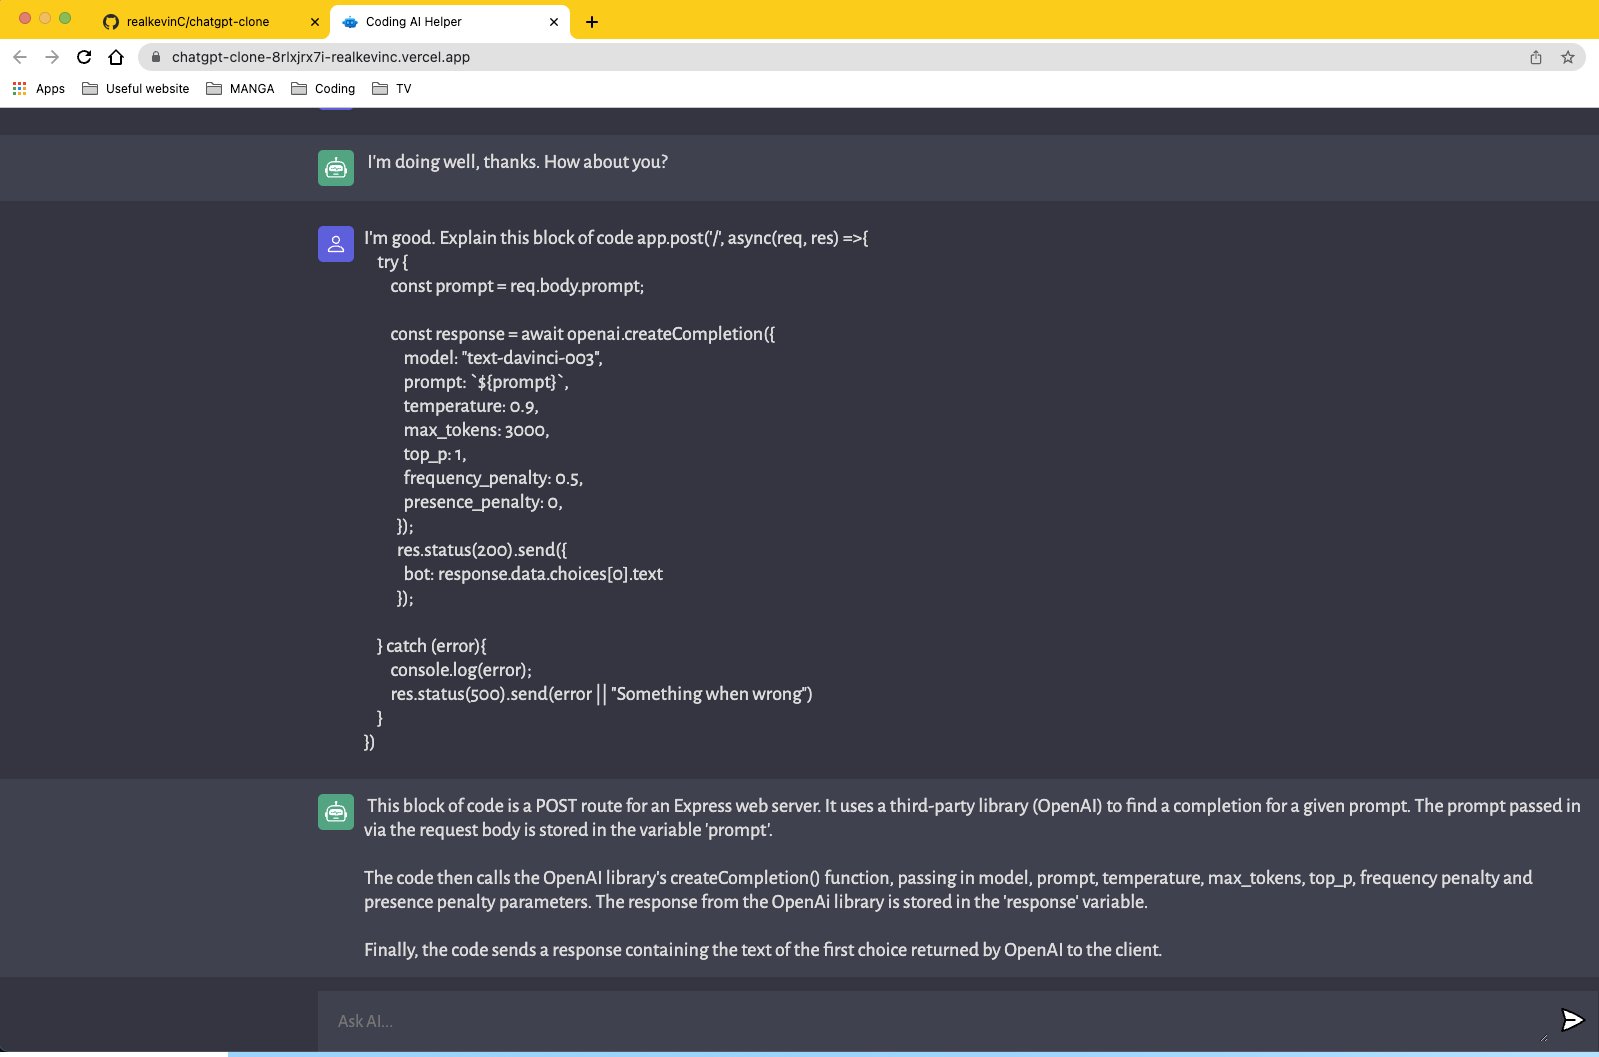 realkevinC/chatgpt-clone
Coding AI Helper
chatgpt-clone-8rlxjrx7i-realkevinc.vercel.app
Apps
Useful website
MANGA
Coding
TV
I'm doing well, thanks. How about you?
I'm good. Explain this block of code app.post('/', async(req, res) =>{
try {
const prompt = req.body.prompt;
const response = await openai.createCompletion({
model: "text-davinci-003",
prompt: `${prompt}`,
temperature: 0.9,
max_tokens: 3000,
top_p: 1,
frequency_penalty: 0.5,
presence_penalty: 0,
});
res.status(200).send({
bot: response.data.choices[0].text
});
} catch (error){
console.log(error);
res.status(500).send(error || "Something when wrong")
}
})
This block of code is a POST route for an Express web server. It uses a third-party library (OpenAI) to find a completion for a given prompt. The prompt passed in
via the request body is stored in the variable 'prompt'.
The code then calls the OpenAI library's createCompletion() function, passing in model, prompt, temperature, max_tokens, top_p, frequency penalty and
presence penalty parameters. The response from the OpenAi library is stored in the 'response' variable.
Finally, the code sends a response containing the text of the first choice returned by OpenAI to the client.
Ask AI...